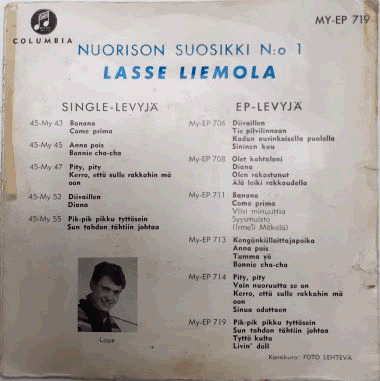 COLUMBIA
MY-EP 719
NUORISON SUOSIKKI N:o 1
LASSE LIEMOLA
SINGLE-LEVYJÄ
45-My 43 Banana
Come prima
45-My 45 Anna pois
Bonnie cha-cha
45-My 47 Pity, pity
Kerro, että sulle rakkahin mä
oon
45-My 52 Diivaillen
Diana
45-My 55 Pik-pik pikku tyttösein
Sun tahdon tähtiin johtaa
Lasse
EP-LEVYJÄ
My-EP 706 Diivaillen
Tie pilvilinnaan
Kadun aurinkoisella puolella
Sininen kuu
My-EP 708 Olet kohtaloni
Diana
Olen rakastunut
Älä leiki rakkaudella
My-EP 711 Banana
Come prima
Viisi minuuttia
Syysmuisto
(Irmeli Mäkelä)
My-EP 713 Kengänkiilloittajapoika
Anna pois
Tumma yö
Bonnie cha-cha
My-EP 714 Pity, pity
Vain nuoruutta se on
Kerro, että sulle rakkahin mä
oon
Sinua odottaen
My-EP 719 Pik-pik pikku tyttösein
Sun tahdon tähtiin johtaa
Tyttö kulta
Livin' doll
Kansikuva: FOTO LEHTEVÄ